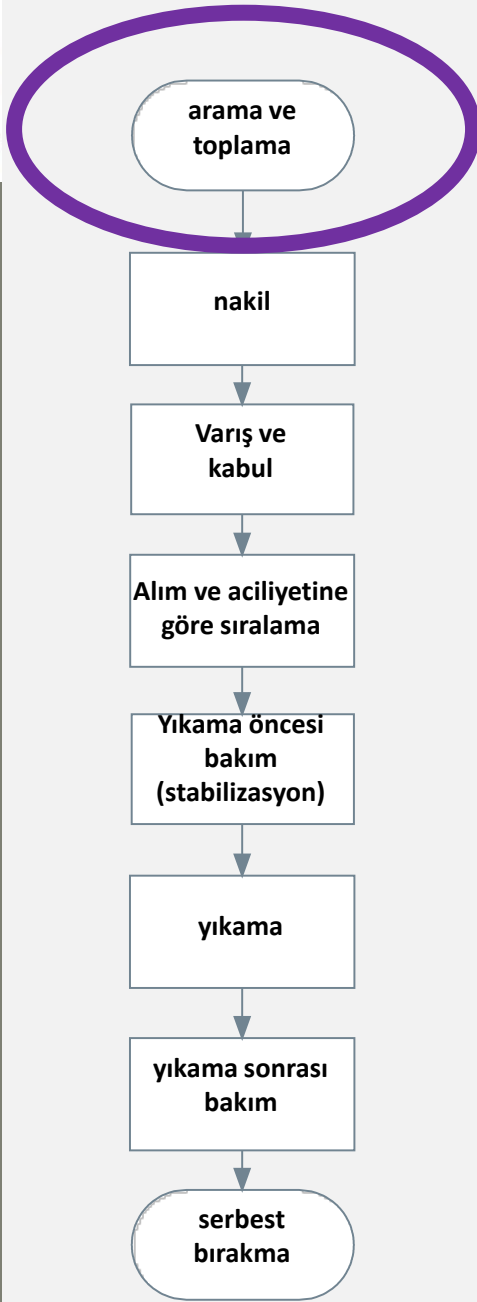 arama ve
toplama
nakil
Varış ve
kabul
Alım ve aciliyetine
göre sıralama
Yıkama öncesi
bakım
(stabilizasyon)
yıkama
yıkama sonrası
bakım
serbest
bırakma